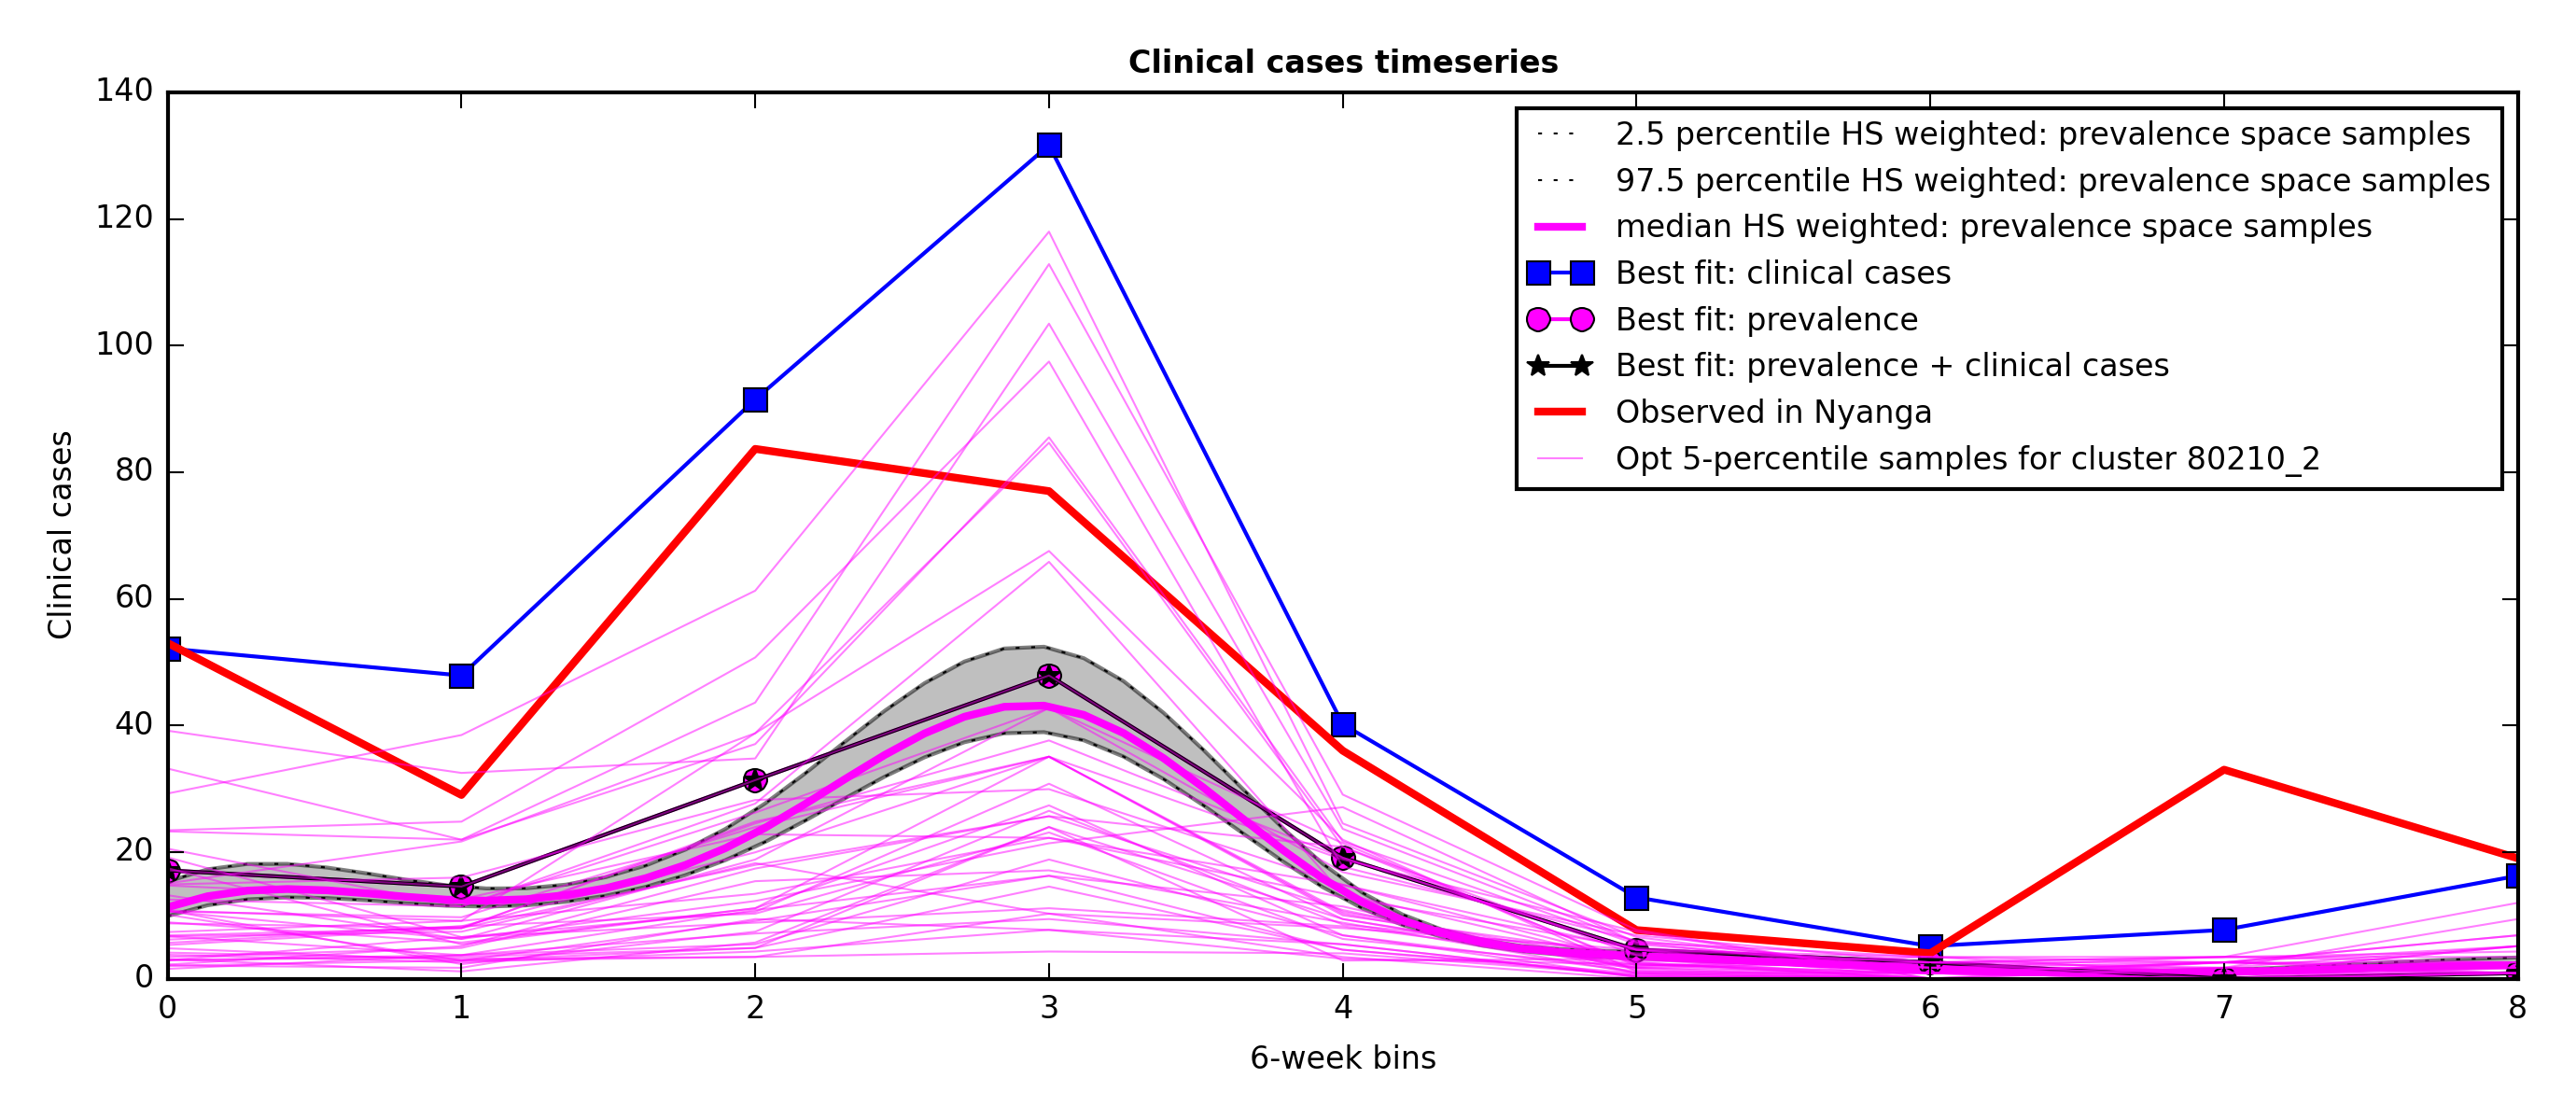 Clinical cases timeseries
140
120
100
80
60
40
20
0
Clinical cases
2.5 percentile HS weighted: prevalence space samples
97.5 percentile HS weighted: prevalence space samples
median HS weighted: prevalence space samples
Best fit: clinical cases
Best fit: prevalence
Best fit: prevalence + clinical cases
Observed in Nyanga
Opt 5-percentile samples for cluster 80210_2
0 1 2 3 4 5 6 7 8
6-week bins